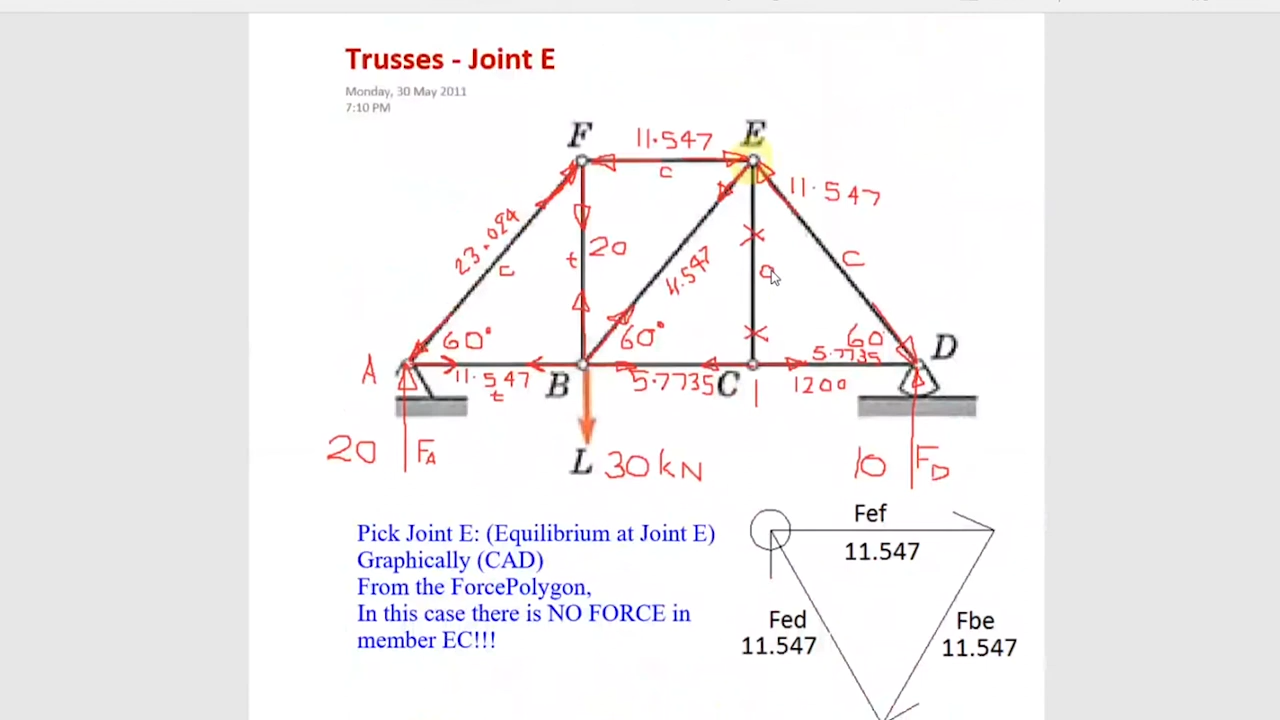 Trusses - Joint E
Monday, 30 May 2011
7:10 PM
F
11.547
E
c
11.547
23.094
c
t
20
11.547
0
c
60°
60°
60
5.7735
D
A
11.547
t
B
5.7735
C
1200
20
FA
L
30kN
10
FD
Pick Joint E: (Equilibrium at Joint E)
Graphically (CAD)
From the ForcePolygon,
In this case there is NO FORCE in
member EC!!!
Fef
11.547
Fed
11.547
Fbe
11.547